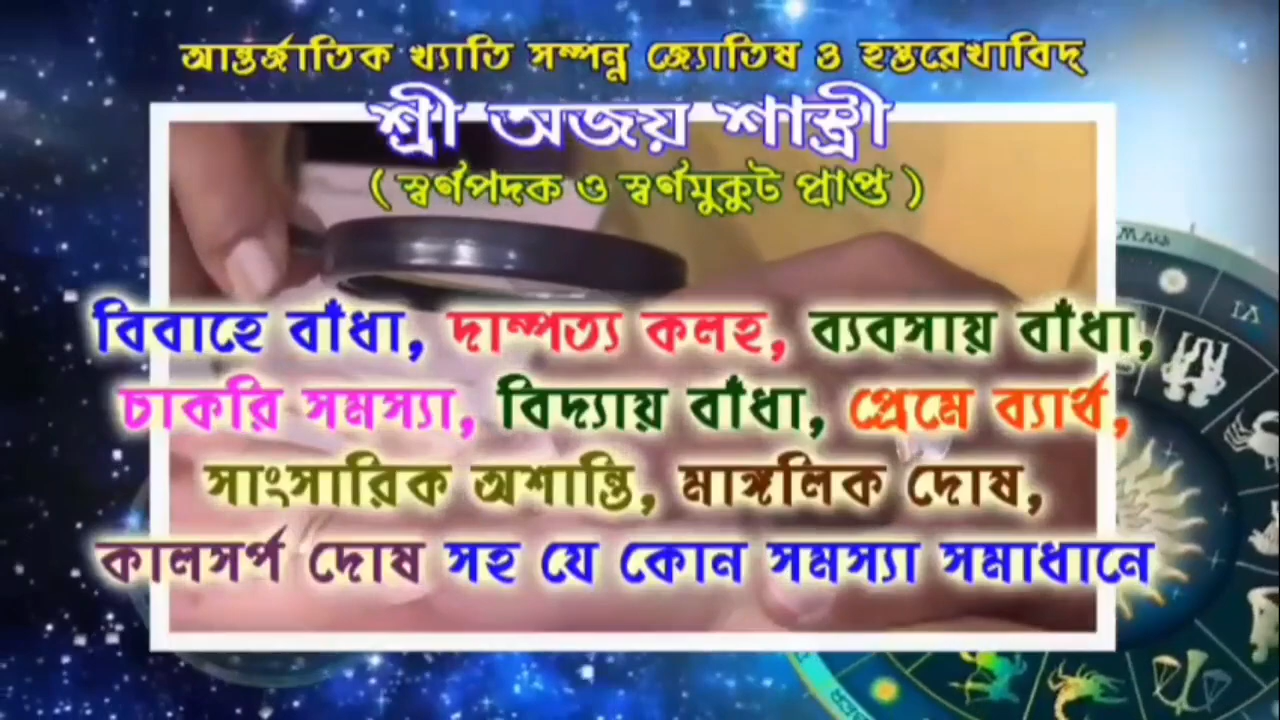 আন্তর্জাতিক খ্যাতি সম্পন্ন জ্যোতিষ ও হস্তরেখাবিদ্
শ্রী অজয় শাস্ত্রী
( স্বর্ণপদক ও স্বর্ণমুকুট প্রাপ্ত )
বিবাহে বাঁধা, দাম্পত্য কলহ, ব্যবসায় বাঁধা,
চাকরি সমস্যা, বিদ্যায় বাঁধা, প্রেমে ব্যার্থ,
সাংসারিক অশান্তি, মাঙ্গলিক দোষ,
কালসর্প দোষ সহ যে কোন সমস্যা সমাধানে